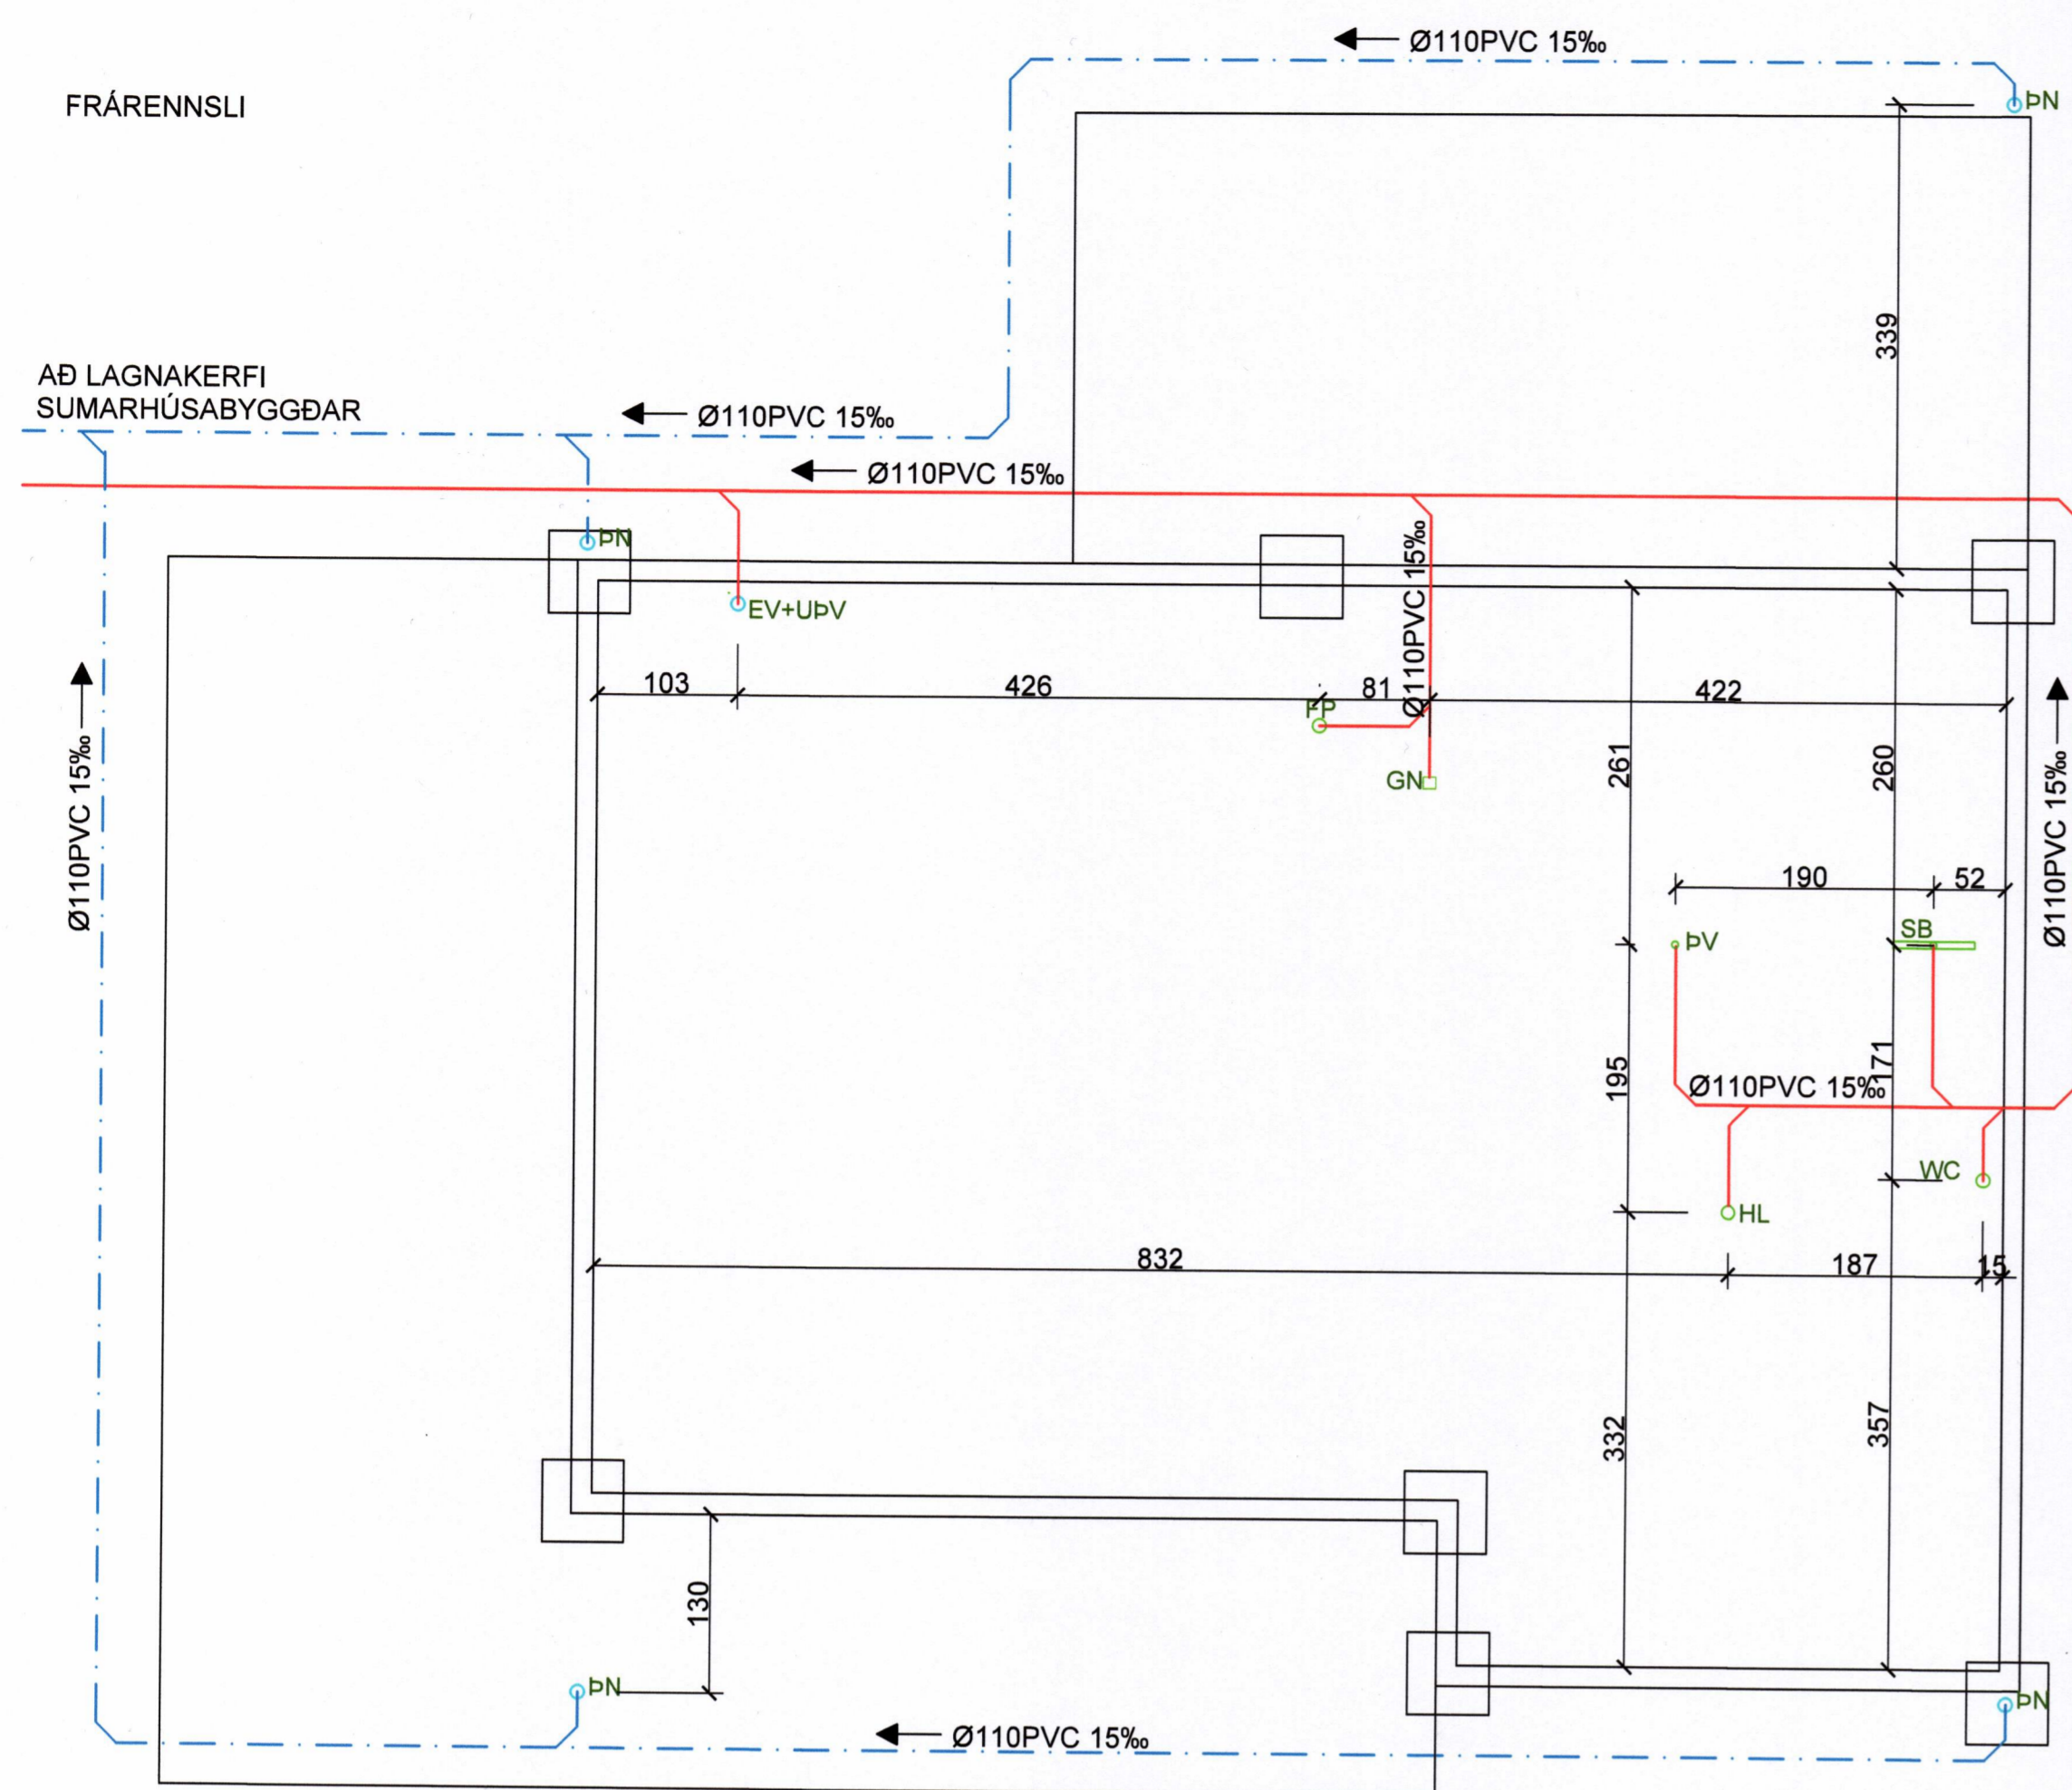 Ø110PVC 15‰
ÞN
FRÁRENNSLI
339
AÐ LAGNAKERFI
SUMARHÚSABYGGÐAR
Ø110PVC 15‰
Ø110PVC 15‰
ÞN
EV+UÞV
Ø110PVC 15‰
103
426
81
422
FP
GN
261
260
Ø110PVC 15‰
Ø110PVC 15‰
190
52
ÞV
SB
195
Ø110PVC 15‰
171
WC
HL
832
187
15
332
357
130
ÞN
ÞN
Ø110PVC 15‰